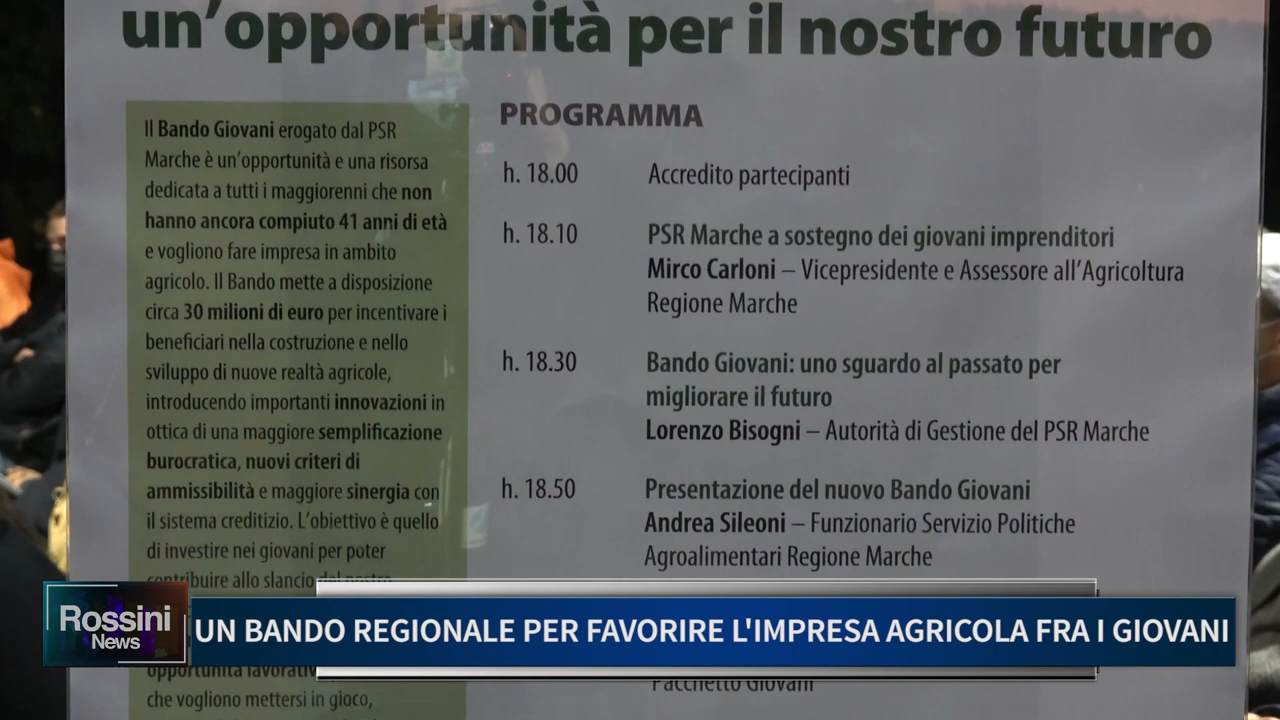 un'opportunità per il nostro futuro
Il Bando Giovani erogato dal PSR
Marche è un'opportunità e una risorsa
dedicata a tutti i maggiorenni che non
hanno ancora compiuto 41 anni di età
e vogliono fare impresa in ambito
agricolo. Il Bando mette a disposizione
circa 30 milioni di euro per incentivare i
beneficiari nella costruzione e nello
sviluppo di nuove realtà agricole,
introducendo importanti innovazioni in
ottica di una maggiore semplificazione
burocratica, nuovi criteri di
ammissibilità e maggiore sinergia con
il sistema creditizio. L'obiettivo è quello
di investire nei giovani per poter
contribuire allo slancio del nostro
opportunità
che vogliono mettersi in gioco,
PROGRAMMA
h. 18.00 Accredito partecipanti
h. 18.10 PSR Marche a sostegno dei giovani imprenditori
Mirco Carloni – Vicepresidente e Assessore all'Agricoltura
Regione Marche
h. 18.30 Bando Giovani: uno sguardo al passato per
migliorare il futuro
Lorenzo Bisogni – Autorità di Gestione del PSR Marche
h. 18.50 Presentazione del nuovo Bando Giovani
Andrea Sileoni – Funzionario Servizio Politiche
Agroalimentari Regione Marche
Pacchetto Giovani
Rossini
News
UN BANDO REGIONALE PER FAVORIRE L'IMPRESA AGRICOLA FRA I GIOVANI